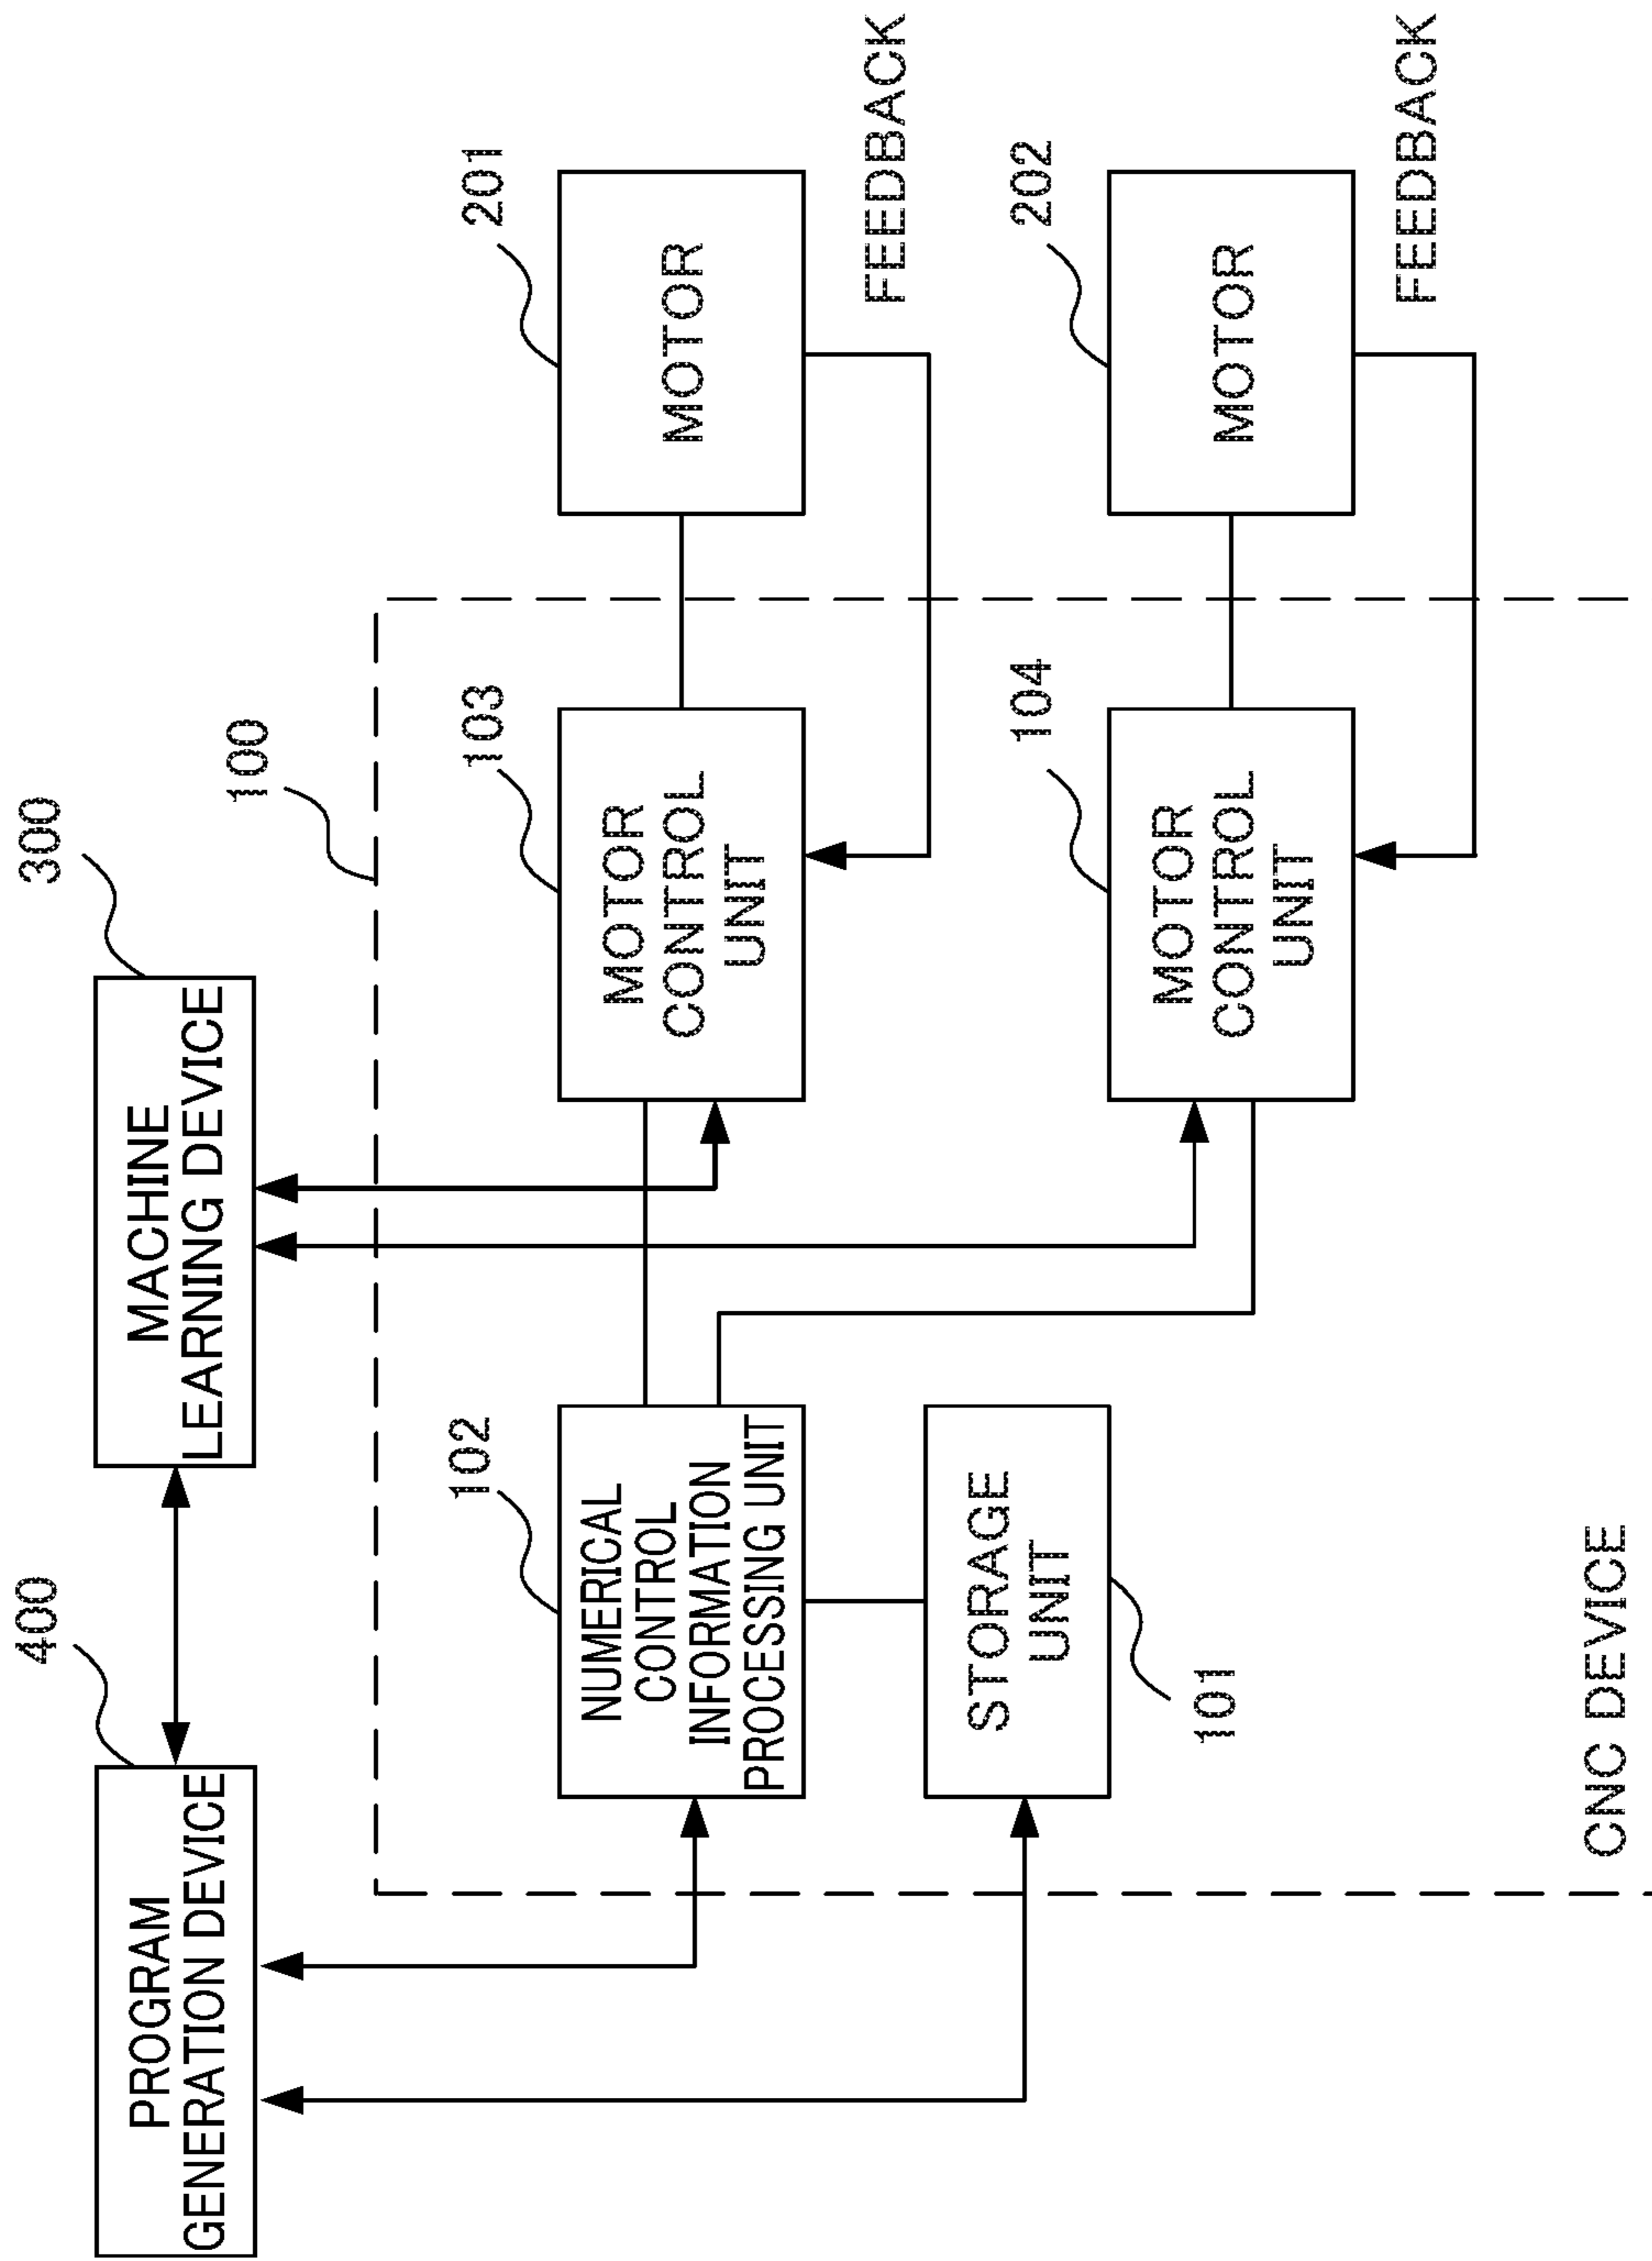 400
PROGRAM
GENERATION DEVICE
300
MACHINE
LEARNING DEVICE
100
102
NUMERICAL
CONTROL
INFORMATION
PROCESSING UNIT
103
MOTOR
CONTROL
UNIT
201
MOTOR
FEEDBACK
STORAGE
UNIT
101
104
MOTOR
CONTROL
UNIT
202
MOTOR
FEEDBACK
CNC DEVICE